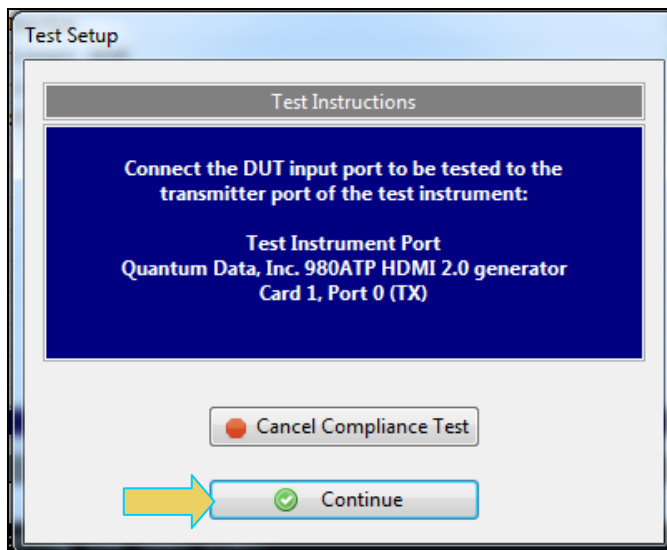 Test Setup
Test Instructions
Connect the DUT input port to be tested to the
transmitter port of the test instrument:
Test Instrument Port
Quantum Data, Inc. 980ATP HDMI 2.0 generator
Card 1, Port 0 (TX)
Cancel Compliance Test
Continue